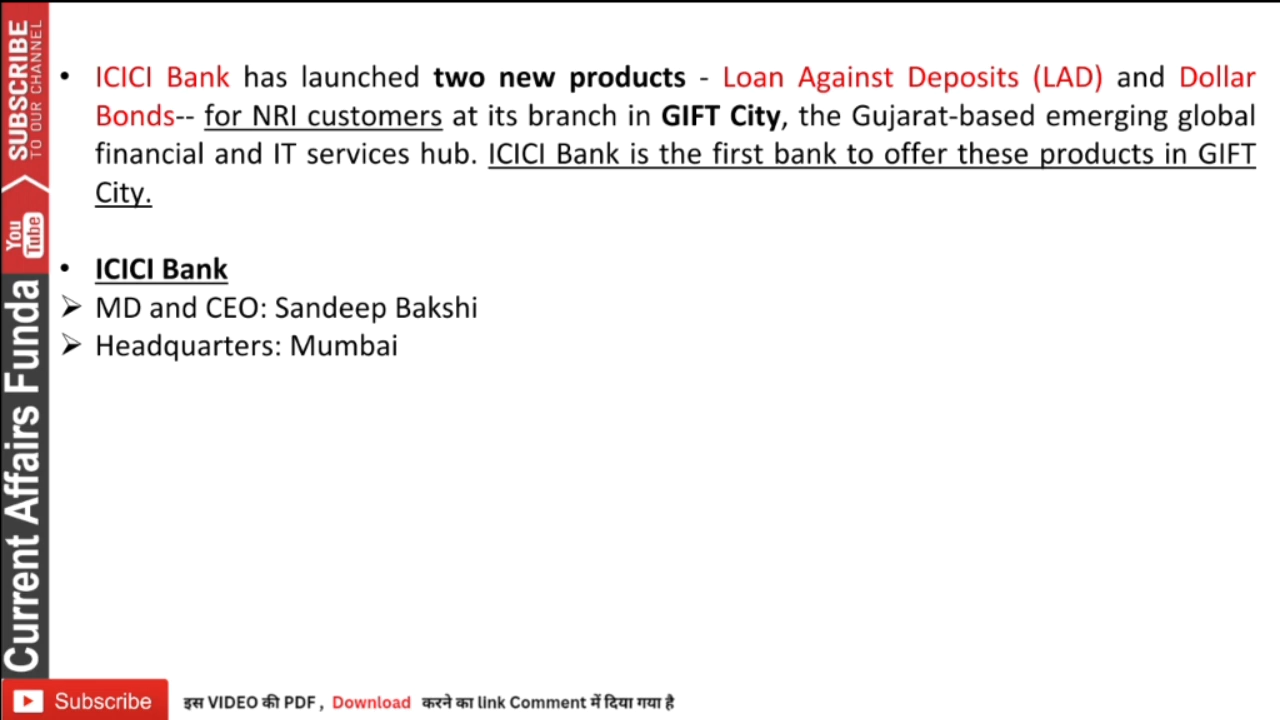 • ICICI Bank has launched two new products - Loan Against Deposits (LAD) and Dollar
Bonds-- for NRI customers at its branch in GIFT City, the Gujarat-based emerging global
financial and IT services hub. ICICI Bank is the first bank to offer these products in GIFT
City.
• ICICI Bank
➢ MD and CEO: Sandeep Bakshi
➢ Headquarters: Mumbai
SUBSCRIBE
TO OUR CHANNEL
You
Tube
Current Affairs Funda
Subscribe
इस VIDEO की PDF , Download करने का link Comment में दिया गया है